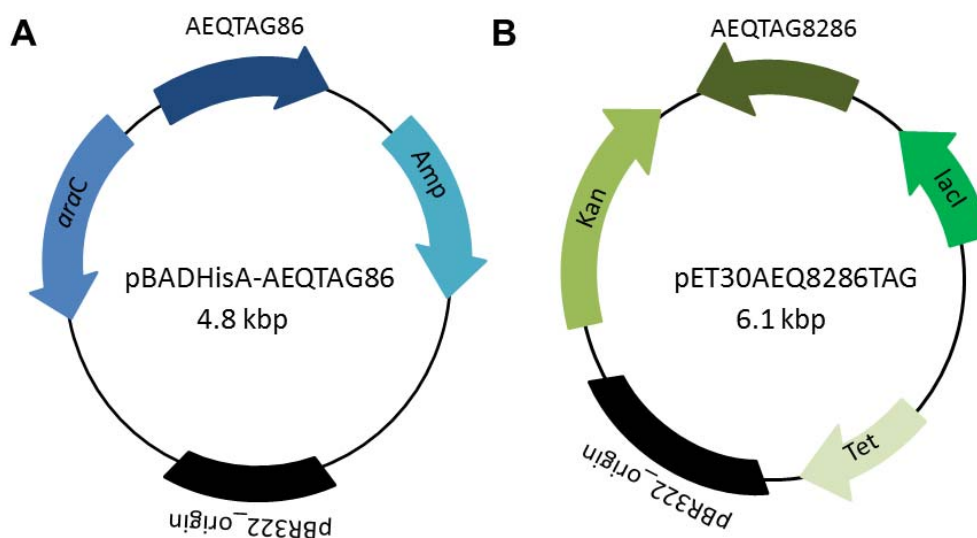 A
AEQTAG86
araC
Amp
pBADHisA-AEQTAG86
4.8 kbp
pBR322_origin
B
AEQTAG8286
Kan
lacI
pET30AEQ8286TAG
6.1 kbp
Tet
pBR322_origin